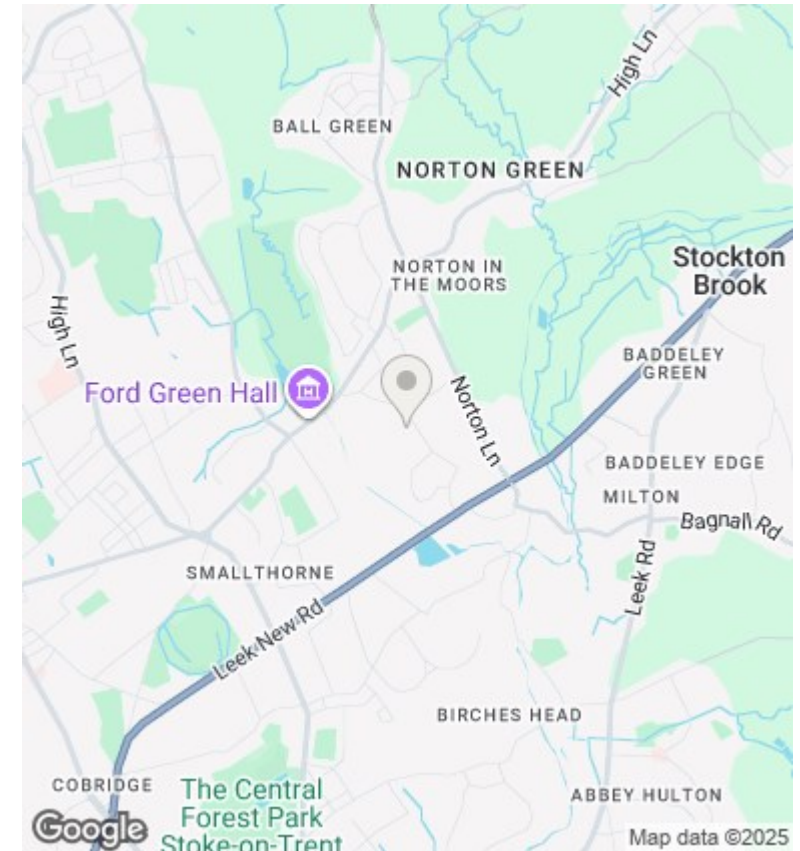 High Ln
BALL GREEN
NORTON GREEN
NORTON IN
THE MOORS
Stockton
Brook
High Ln
BADDELEY
GREEN
Ford Green Hall
Norton Ln
BADDELEY EDGE
MILTON
Bagnall Rd
SMALLTHORNE
Leek Rd
Leek New Rd
BIRCHES HEAD
COBRIDGE
The Central
Forest Park
Stoke-on-Trent
ABBEY HULTON
Google
Map data ©2025